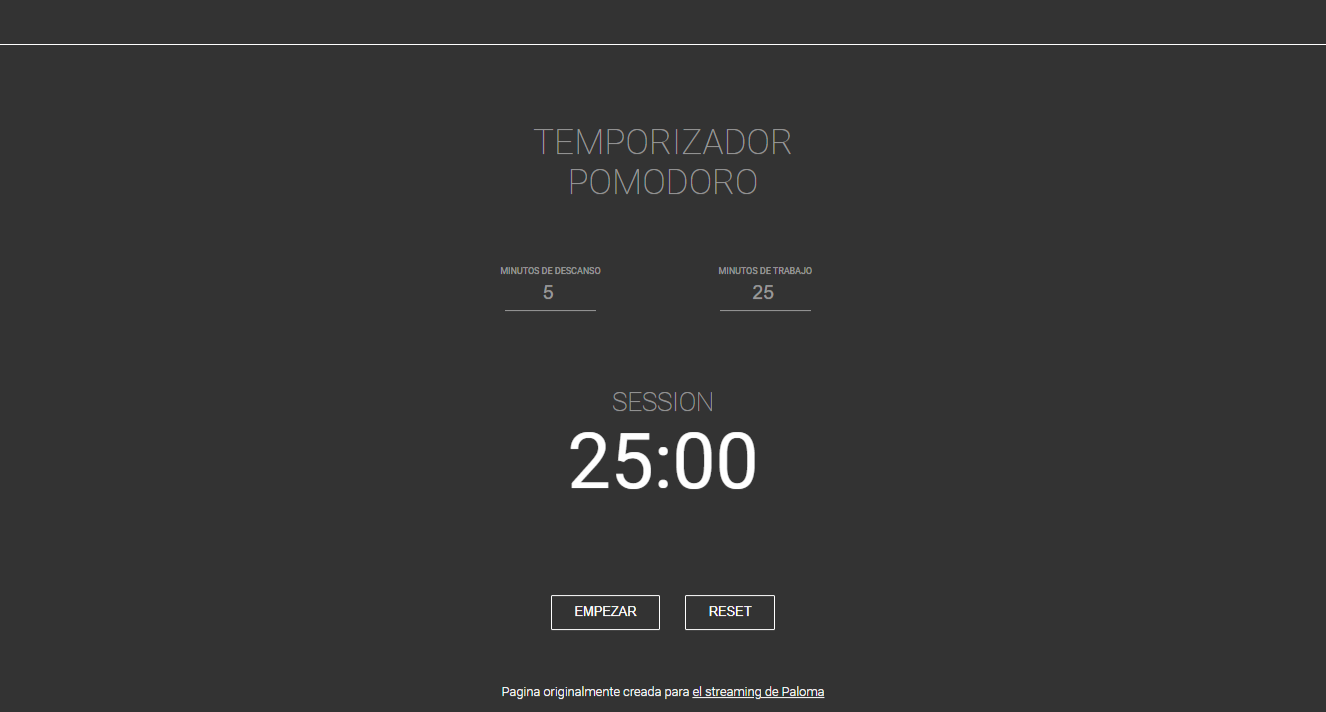 TEMPORIZADOR
POMODORO
MINUTOS DE DESCANSO
5
MINUTOS DE TRABAJO
25
SESSION
25:00
EMPEZAR
RESET
Pagina originalmente creada para el streaming de Paloma